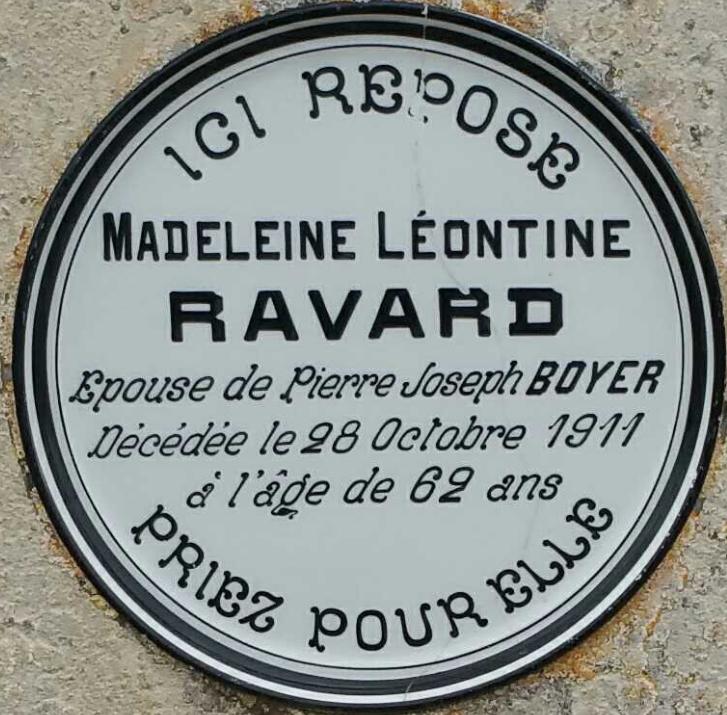 ICI REPOSE
MADELEINE LÉONTINE
RAVARD
Epouse de Pierre Joseph BOYER
Décédée le 28 Octobre 1911
à l'âge de 62 ans
PRIEZ POUR ELLE